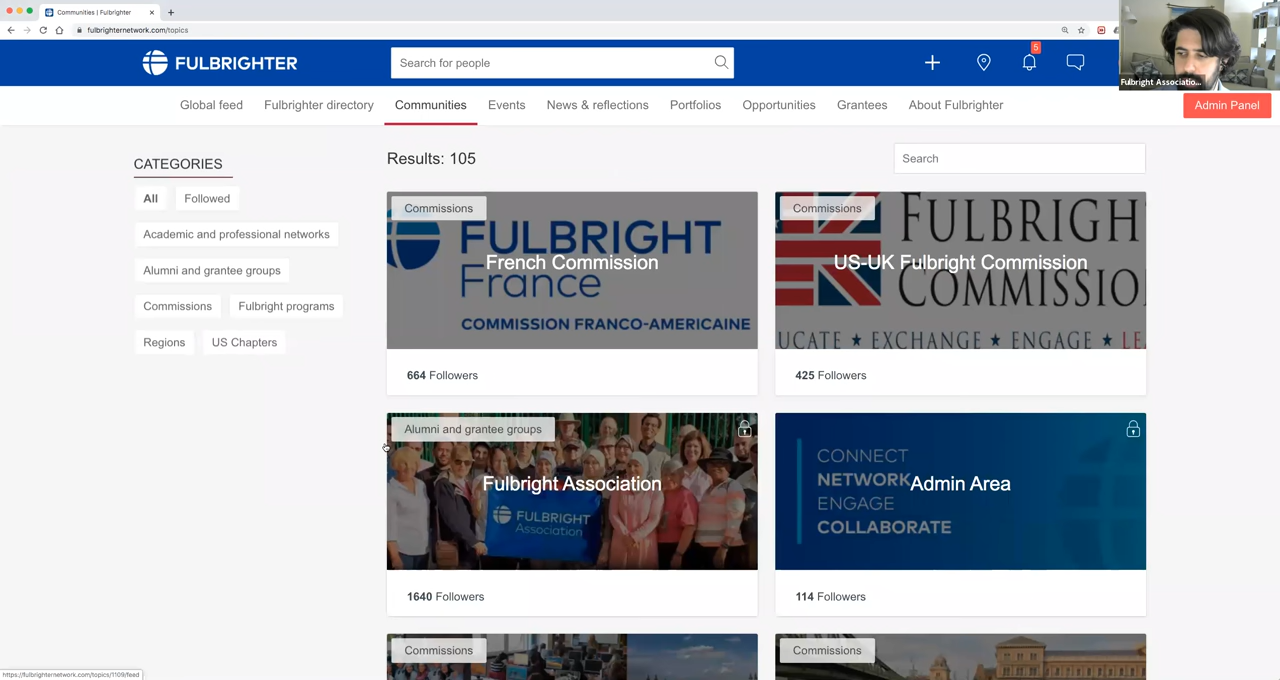 Communities | Fulbrighter
fulbrighternetwork.com/topics
FULBRIGHTER
Search for people
5
Fulbright Associatio...
Global feed
Fulbrighter directory
Communities
Events
News & reflections
Portfolios
Opportunities
Grantees
About Fulbrighter
Admin Panel
CATEGORIES
All
Followed
Academic and professional networks
Alumni and grantee groups
Commissions
Fulbright programs
Regions
US Chapters
Results: 105
Search
Commissions
FULBRIGHT
French Commission
France
COMMISSION FRANCO-AMERICAINE
664 Followers
Commissions
FULBRIGH
US-UK Fulbright Commission
COMMISSIO
UCATE ★ EXCHANGE ★ ENGAGE ★ LE
425 Followers
Alumni and grantee groups
Fulbright Association
FULBRIGHT
Association
1640 Followers
CONNECT
NETWORK
Admin Area
ENGAGE
COLLABORATE
114 Followers
Commissions
Commissions
https://fulbrighternetwork.com/topics/1109/feed